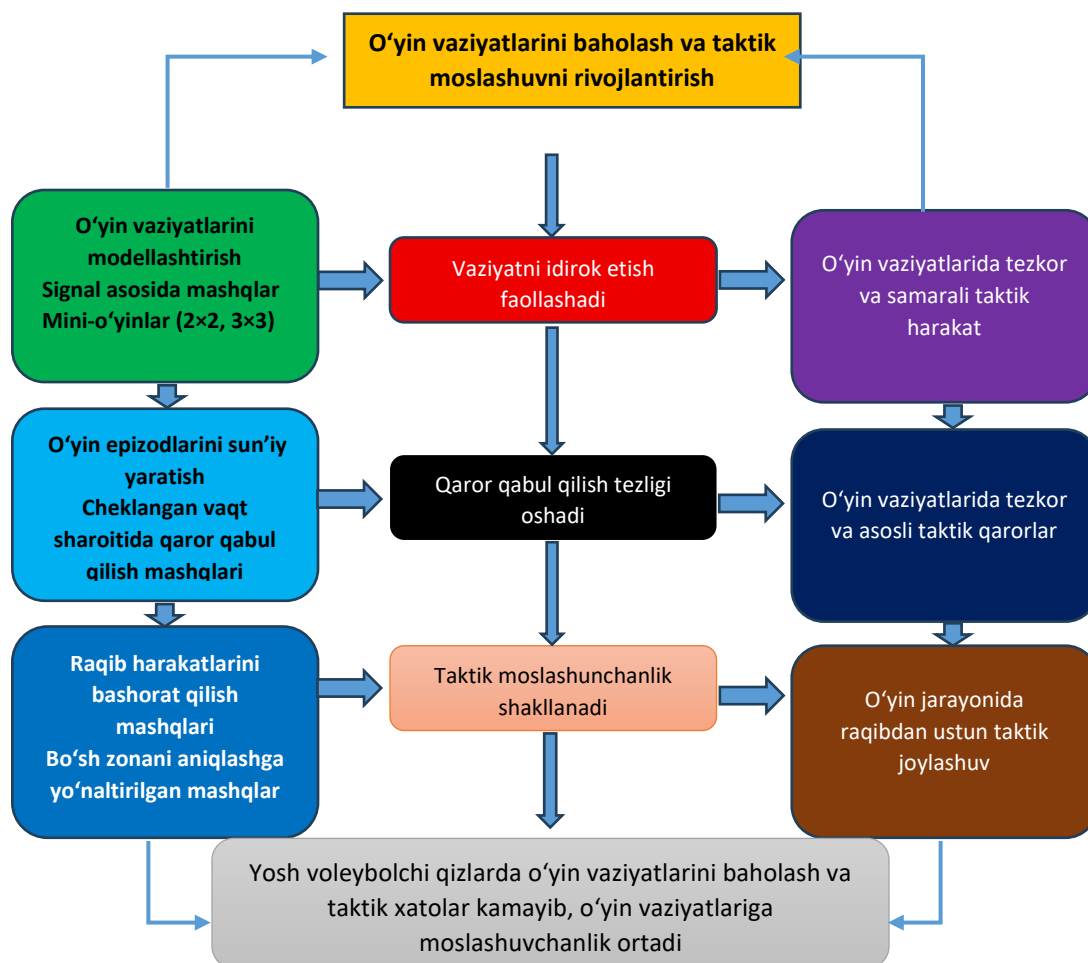 O‘yin vaziyatlarini baholash va taktik
moslashuvni rivojlantirish
O‘yin vaziyatlarini
modellashtirish
Signal asosida mashqlar
Mini-o‘yinlar (2×2, 3×3)
Vaziyatni idirok etish
faollashadi
O‘yin vaziyatlarida tezkor
va samarali taktik
harakat
O‘yin epizodlarini sun’iy
yaratish
Cheklangan vaqt
sharoitida qaror qabul
qilish mashqlari
Qaror qabul qilish tezligi
oshadi
O‘yin vaziyatlarida tezkor
va asosli taktik qarorlar
Raqib harakatlarini
bashorat qilish
mashqlari
Bo‘sh zonani aniqlashga
yo‘naltirilgan mashqlar
Taktik moslashunchanlik
shakllanadi
O‘yin jarayonida
raqibdan ustun taktik
joylashuv
Yosh voleybolchi qizlarda o‘yin vaziyatlarini baholash va
taktik xatolar kamayib, o‘yin vaziyatlariga
moslashuvchanlik ortadi